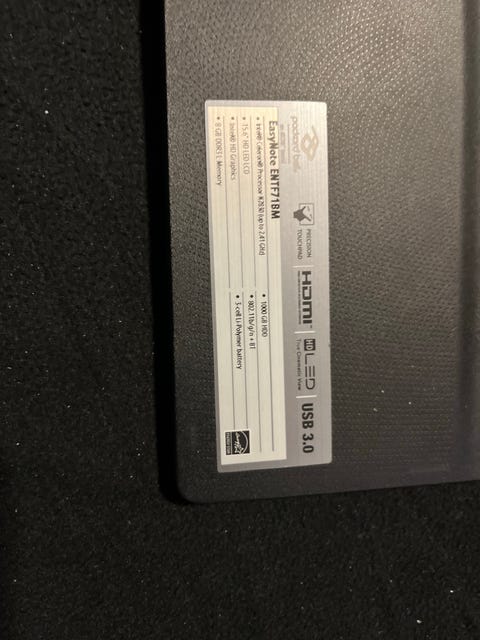 packard bell
PRECISION
TOUCHPAD
HDMI
HD LED
True Cinematic View
USB 3.0
EasyNote ENTF71BM
• Intel® Celeron® Processor N2830 (up to 2.41 GHz)
• 15.6" HD LED LCD
• Intel® HD Graphics
• 8 GB DDR3 L Memory
• 1000 GB HDD
• 802.11b/g/n + BT
• 3-cell Li-Polymer battery